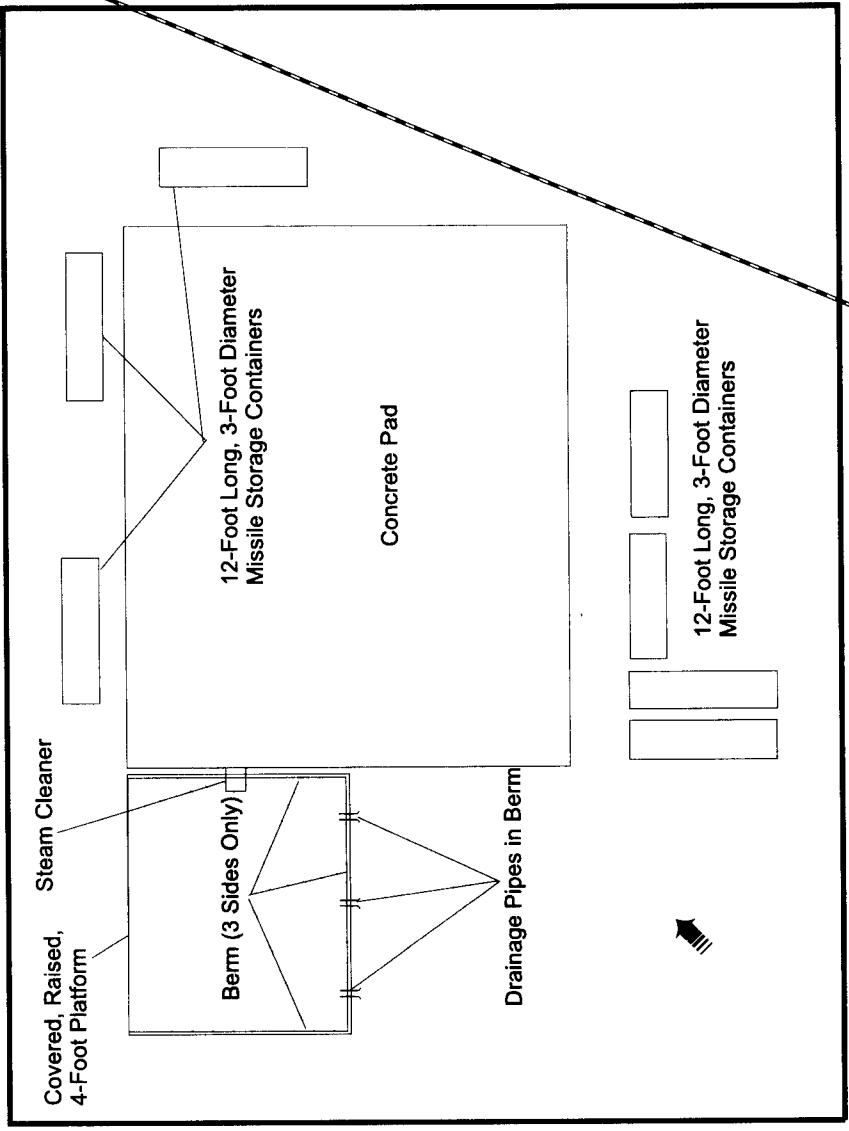 Covered, Raised,
4-Foot Platform
Steam Cleaner
Berm (3 Sides Only)
12-Foot Long, 3-Foot Diameter
Missile Storage Containers
Concrete Pad
Drainage Pipes in Berm
12-Foot Long, 3-Foot Diameter
Missile Storage Containers